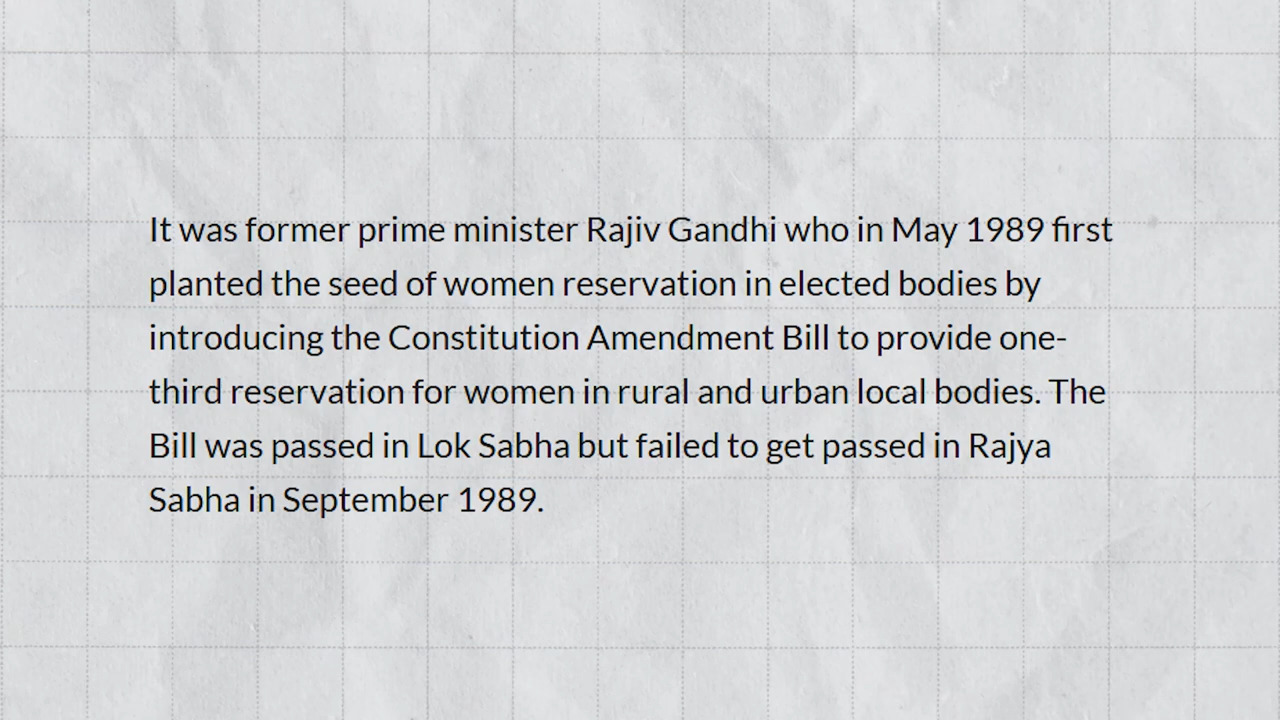 It was former prime minister Rajiv Gandhi who in May 1989 first
planted the seed of women reservation in elected bodies by
introducing the Constitution Amendment Bill to provide one-
third reservation for women in rural and urban local bodies. The
Bill was passed in Lok Sabha but failed to get passed in Rajya
Sabha in September 1989.